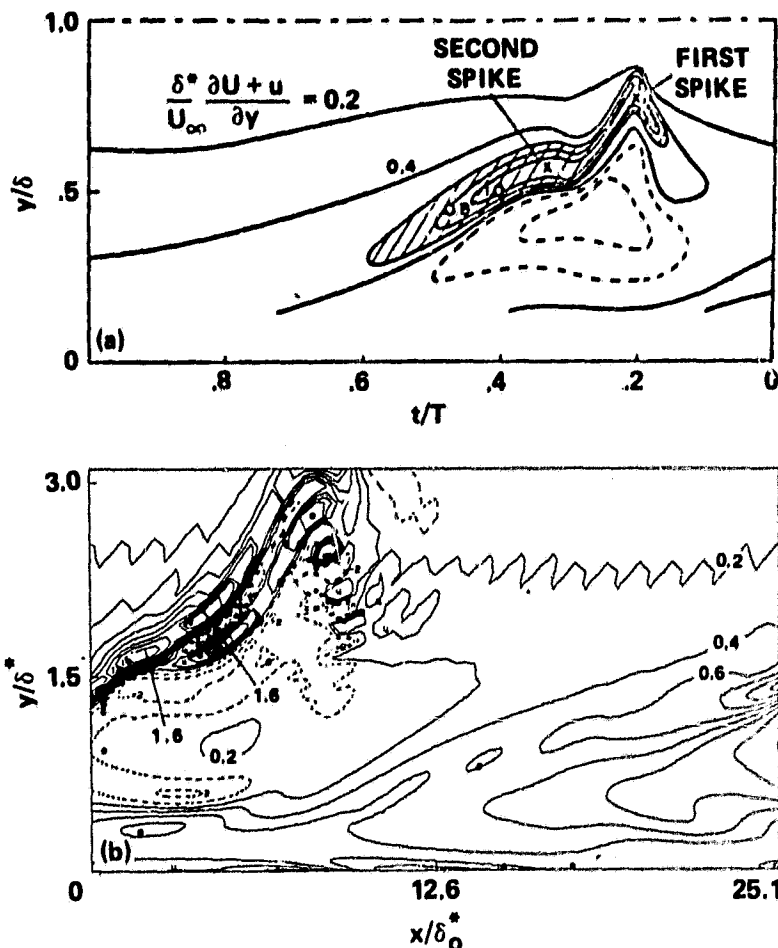 1.0
SECOND SPIKE
FIRST SPIKE
δ*/U∞ ∂U + u/∂y = 0.2
0.4
y/δ
.5
(a)
0
.8
.6
.4
.2
0
t/T
3.0
0.2
0.4
y/δ*
1.5
0.6
1.6
1.6
0.2
(b)
0
12.6
25.1
x/δ₀*